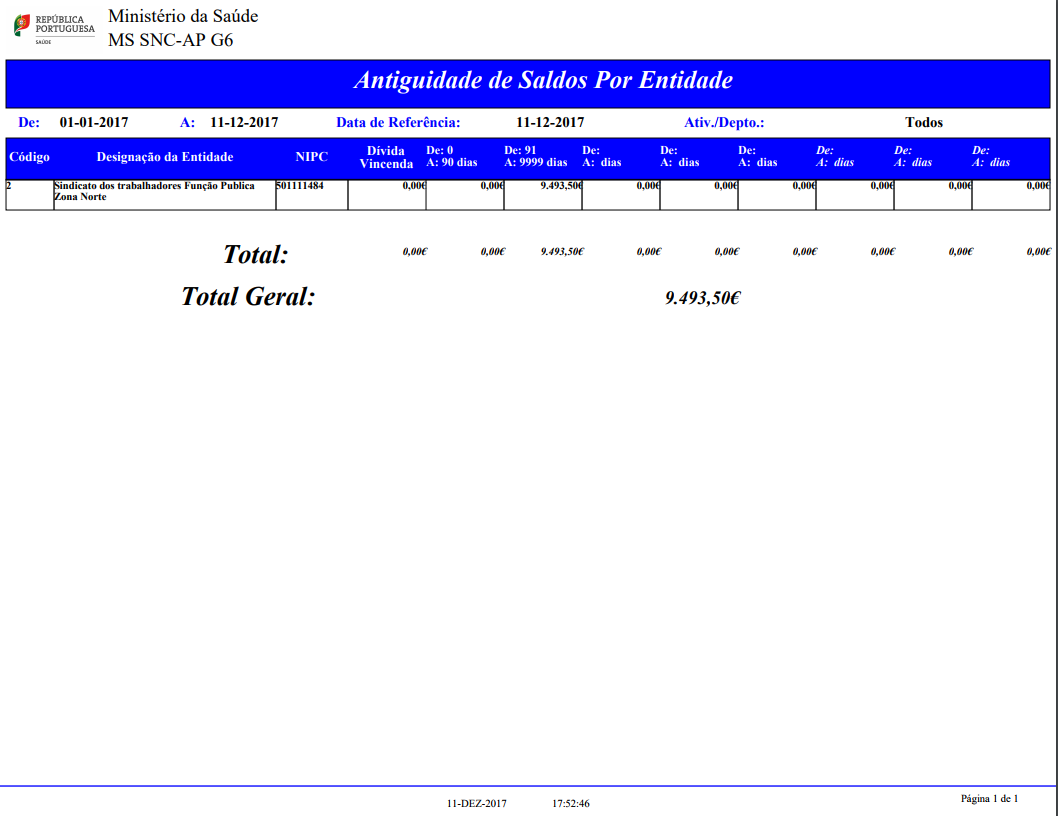 REPÚBLICA
PORTUGUESA
SAÚDE
Ministério da Saúde
MS SNC-AP G6
Antiguidade de Saldos Por Entidade
De: 01-01-2017 A: 11-12-2017 Data de Referência: 11-12-2017 Ativ./Depto.: Todos
Código Designação da Entidade NIPC Dívida Vincenda De: 0 A: 90 dias De: 91 A: 9999 dias De: A: dias De: A: dias De: A: dias De: A: dias De: A: dias De: A: dias
2 Sindicato dos trabalhadores Função Publica 501111484 0,00€ 0,00€ 9.493,50€ 0,00€ 0,00€ 0,00€ 0,00€ 0,00€ 0,00€
Zona Norte
Total: 0,00€ 0,00€ 9.493,50€ 0,00€ 0,00€ 0,00€ 0,00€ 0,00€ 0,00€
Total Geral: 9.493,50€
11-DEZ-2017 17:52:46 Página 1 de 1